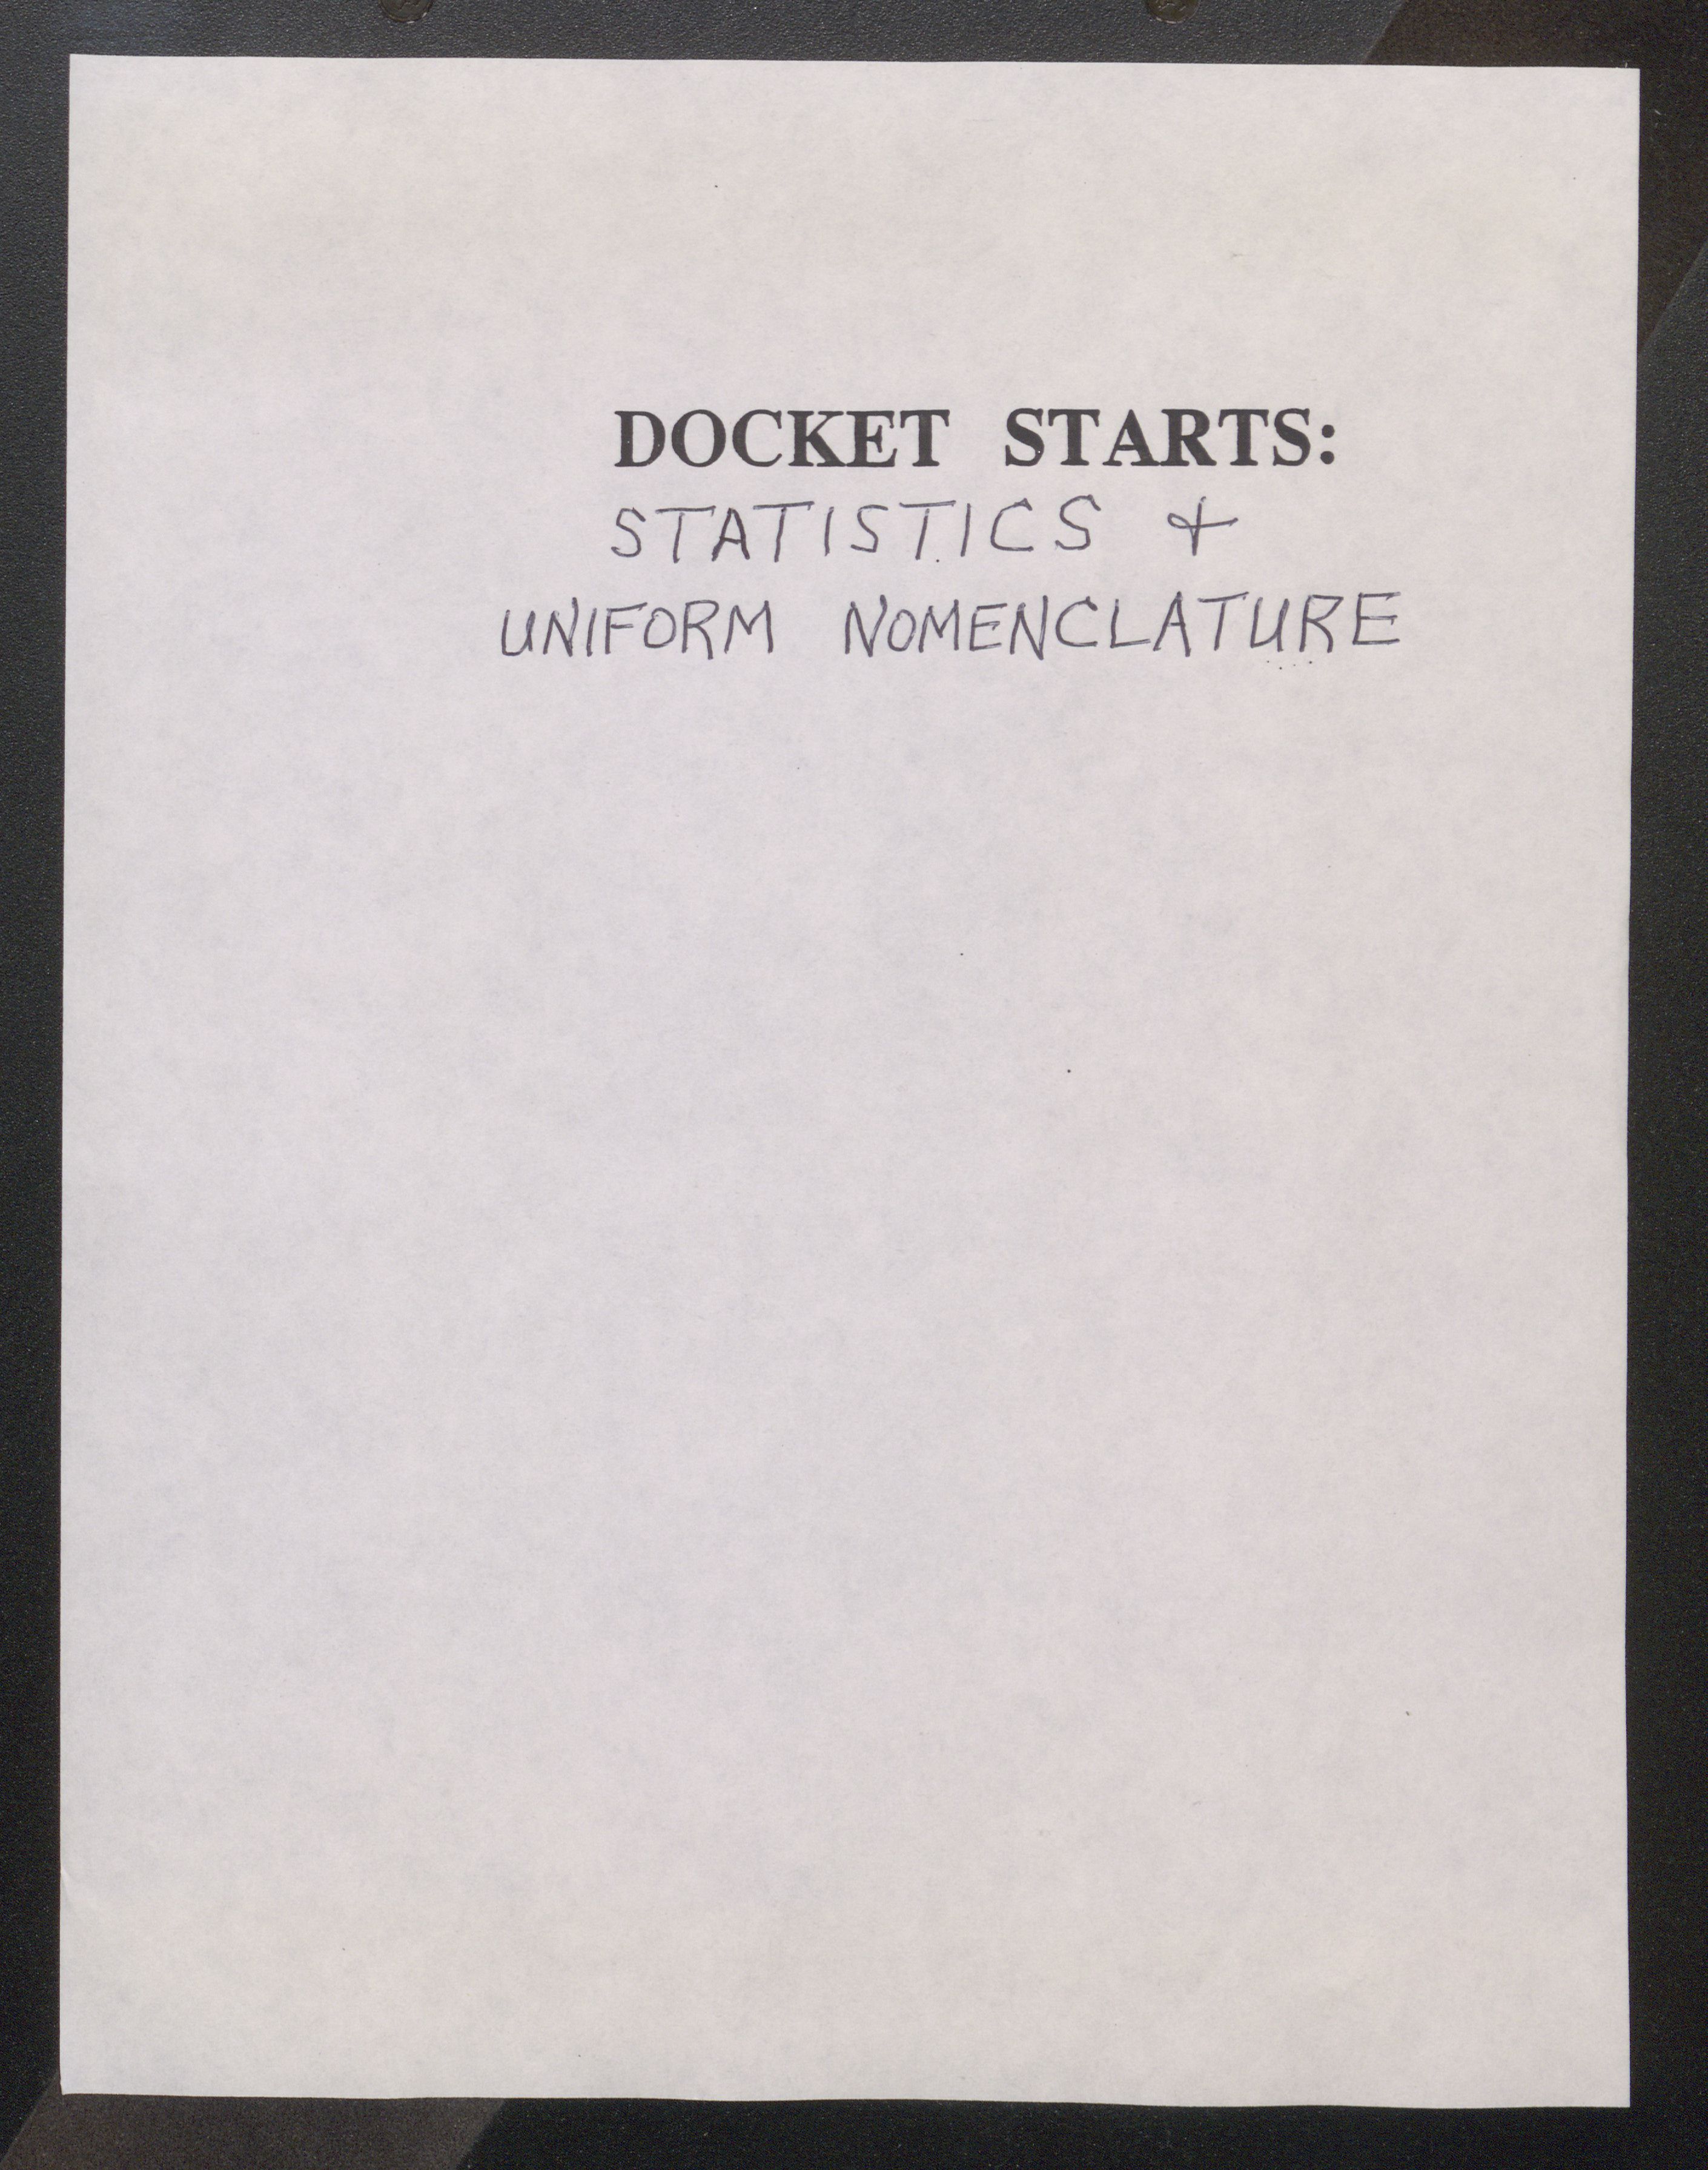 DOCKET STARTS:
STATISTICS &
UNIFORM NOMENCLATURE